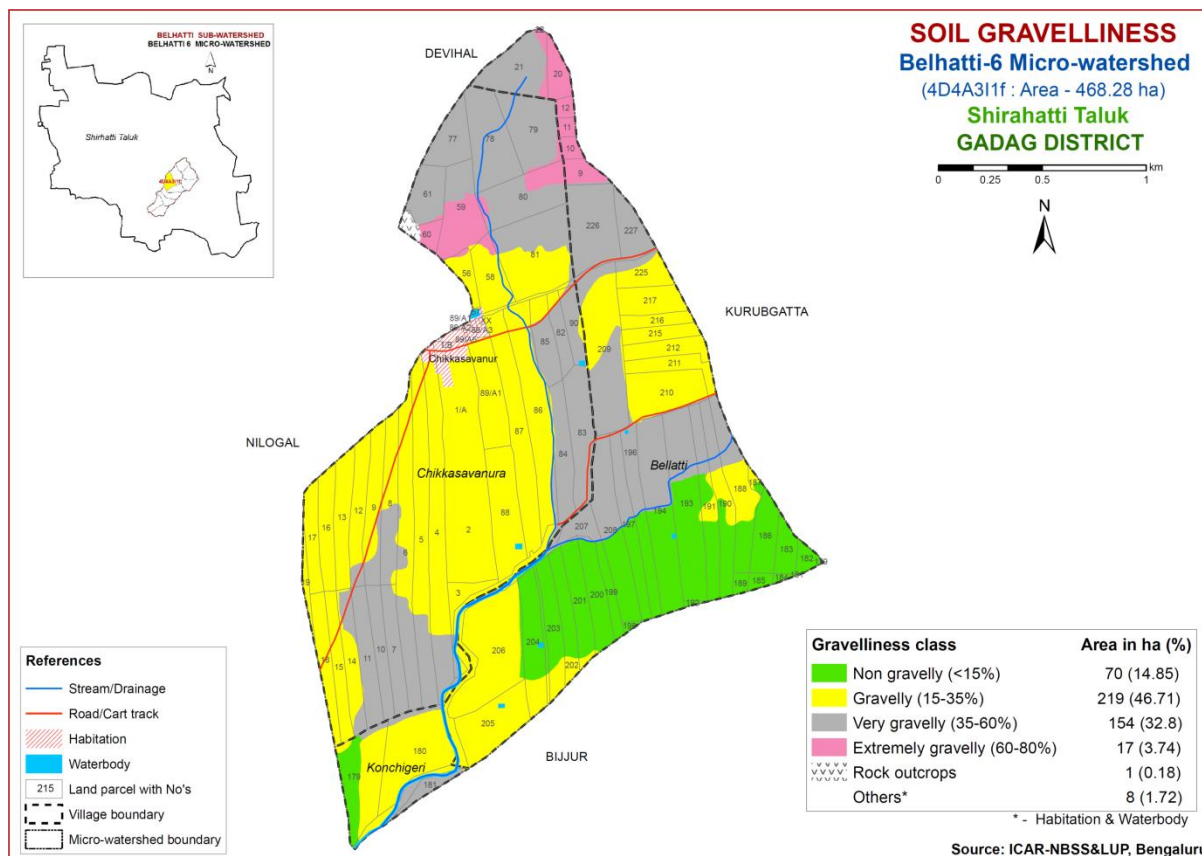 BELHATTI SUB-WATERSHED
BELHATTI 6 MICRO-WATERSHED
N
Shirhatti Taluk
SOIL GRAVELLINESS
Belhatti-6 Micro-watershed
(4D4A3I1f : Area - 468.28 ha)
Shirahatti Taluk
GADAG DISTRICT
km
0 0.25 0.5 1
N
DEVIHAL
21
20
77
78
79
12
11
10
9
61
59
80
60
226
227
56
58
81
225
217
KURUBGATTA
216
215
212
211
210
90
82
85
209
89/A3
Chikkasavanur
1/A
89/A1
86
87
84
83
NILOGAL
196
Bellatti
Chikkasavanura
188
187
191
190
193
194
197
16
13
12
9
8
17
5
4
2
88
207
208
186
183
182
6
3
201
200
199
189
185
204
203
206
202
15
14
11
10
7
205
180
BIJJUR
Konchigeri
179
181
References
Stream/Drainage
Road/Cart track
Habitation
Waterbody
215 Land parcel with No's
Village boundary
Micro-watershed boundary
Gravelliness class Area in ha (%)
Non gravelly (<15%) 70 (14.85)
Gravelly (15-35%) 219 (46.71)
Very gravelly (35-60%) 154 (32.8)
Extremely gravelly (60-80%) 17 (3.74)
Rock outcrops 1 (0.18)
Others* 8 (1.72)
* - Habitation & Waterbody
Source: ICAR-NBSS&LUP, Bengaluru